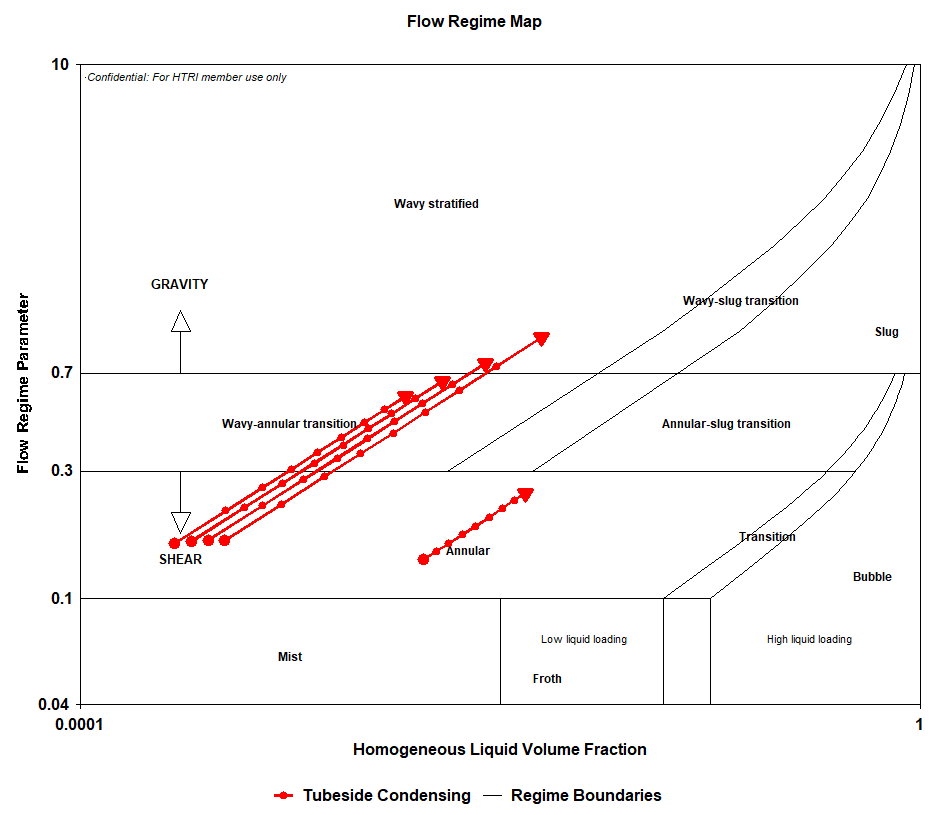 Flow Regime Map
10
·Confidential: For HTRI member use only
Wavy stratified
GRAVITY
Wavy-slug transition
Slug
0.7
Wavy-annular transition
Annular-slug transition
0.3
Flow Regime Parameter
SHEAR
Annular
Transition
Bubble
0.1
Low liquid loading
High liquid loading
Mist
Froth
0.04
0.0001
1
Homogeneous Liquid Volume Fraction
Tubeside Condensing
Regime Boundaries